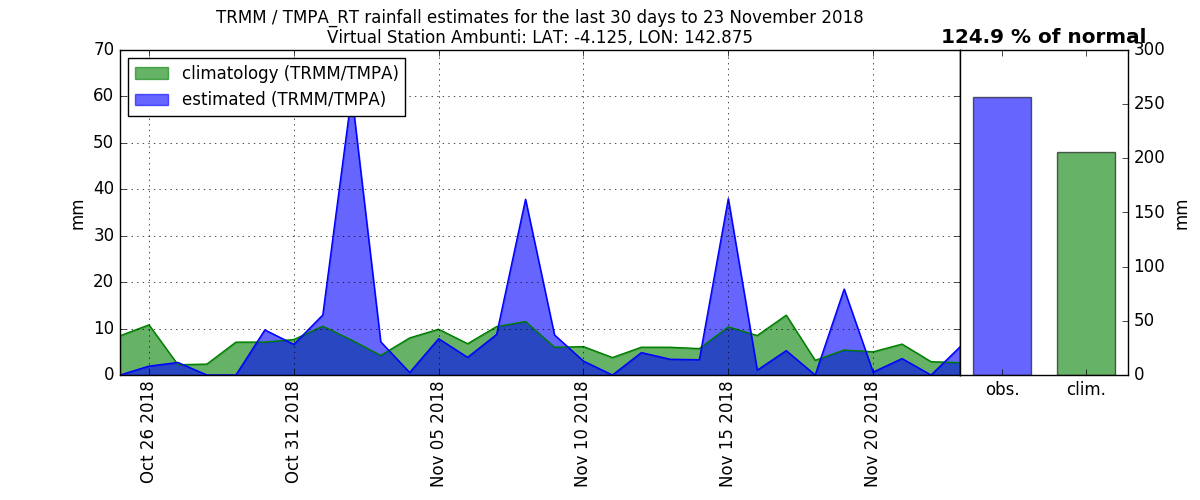 TRMM / TMPA_RT rainfall estimates for the last 30 days to 23 November 2018
Virtual Station Ambunti: LAT: -4.125, LON: 142.875
124.9 % of normal
climatology (TRMM/TMPA)
estimated (TRMM/TMPA)
70
60
50
40
30
20
10
0
mm
Oct 26 2018
Oct 31 2018
Nov 05 2018
Nov 10 2018
Nov 15 2018
Nov 20 2018
300
250
200
150
100
50
0
mm
obs.
clim.